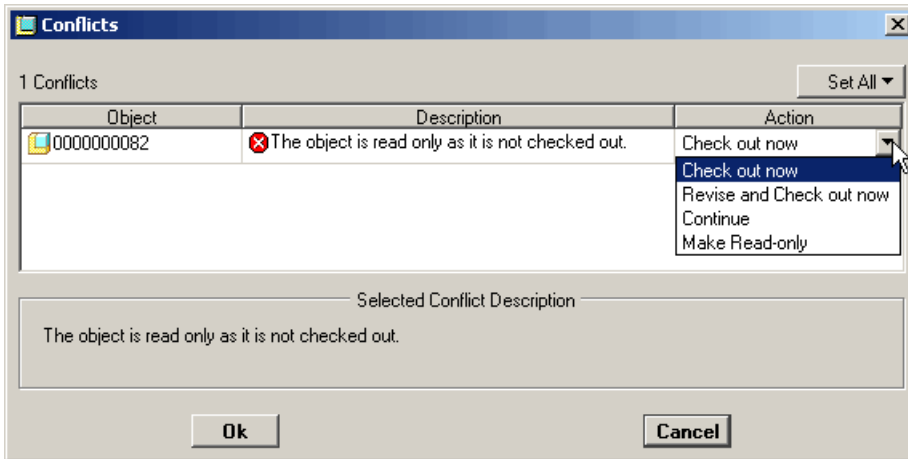 Conflicts
1 Conflicts
Set All
Object Description Action
0000000082 The object is read only as it is not checked out. Check out now
Check out now
Revise and Check out now
Continue
Make Read-only
Selected Conflict Description
The object is read only as it is not checked out.
Ok Cancel